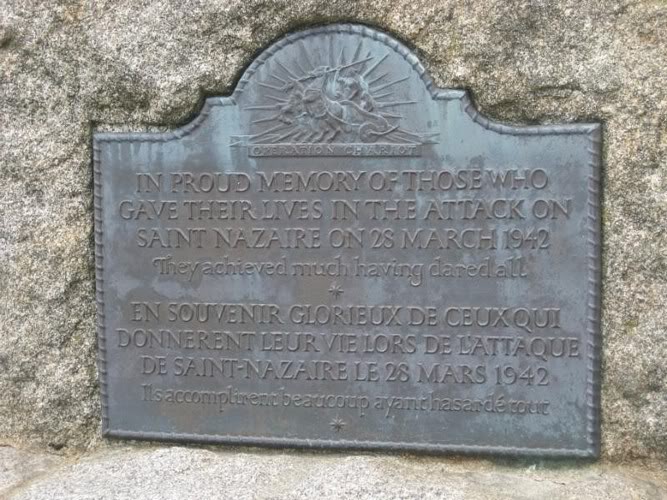 OPERATION CHARIOT
IN PROUD MEMORY OF THOSE WHO
GAVE THEIR LIVES IN THE ATTACK ON
SAINT NAZAIRE ON 28 MARCH 1942
They achieved much having dared all
EN SOUVENIR GLORIEUX DE CEUX QUI
DONNERENT LEUR VIE LORS DE L'ATTAQUE
DE SAINT-NAZAIRE LE 28 MARS 1942
Ils accomplirent beaucoup ayant hasardé tout